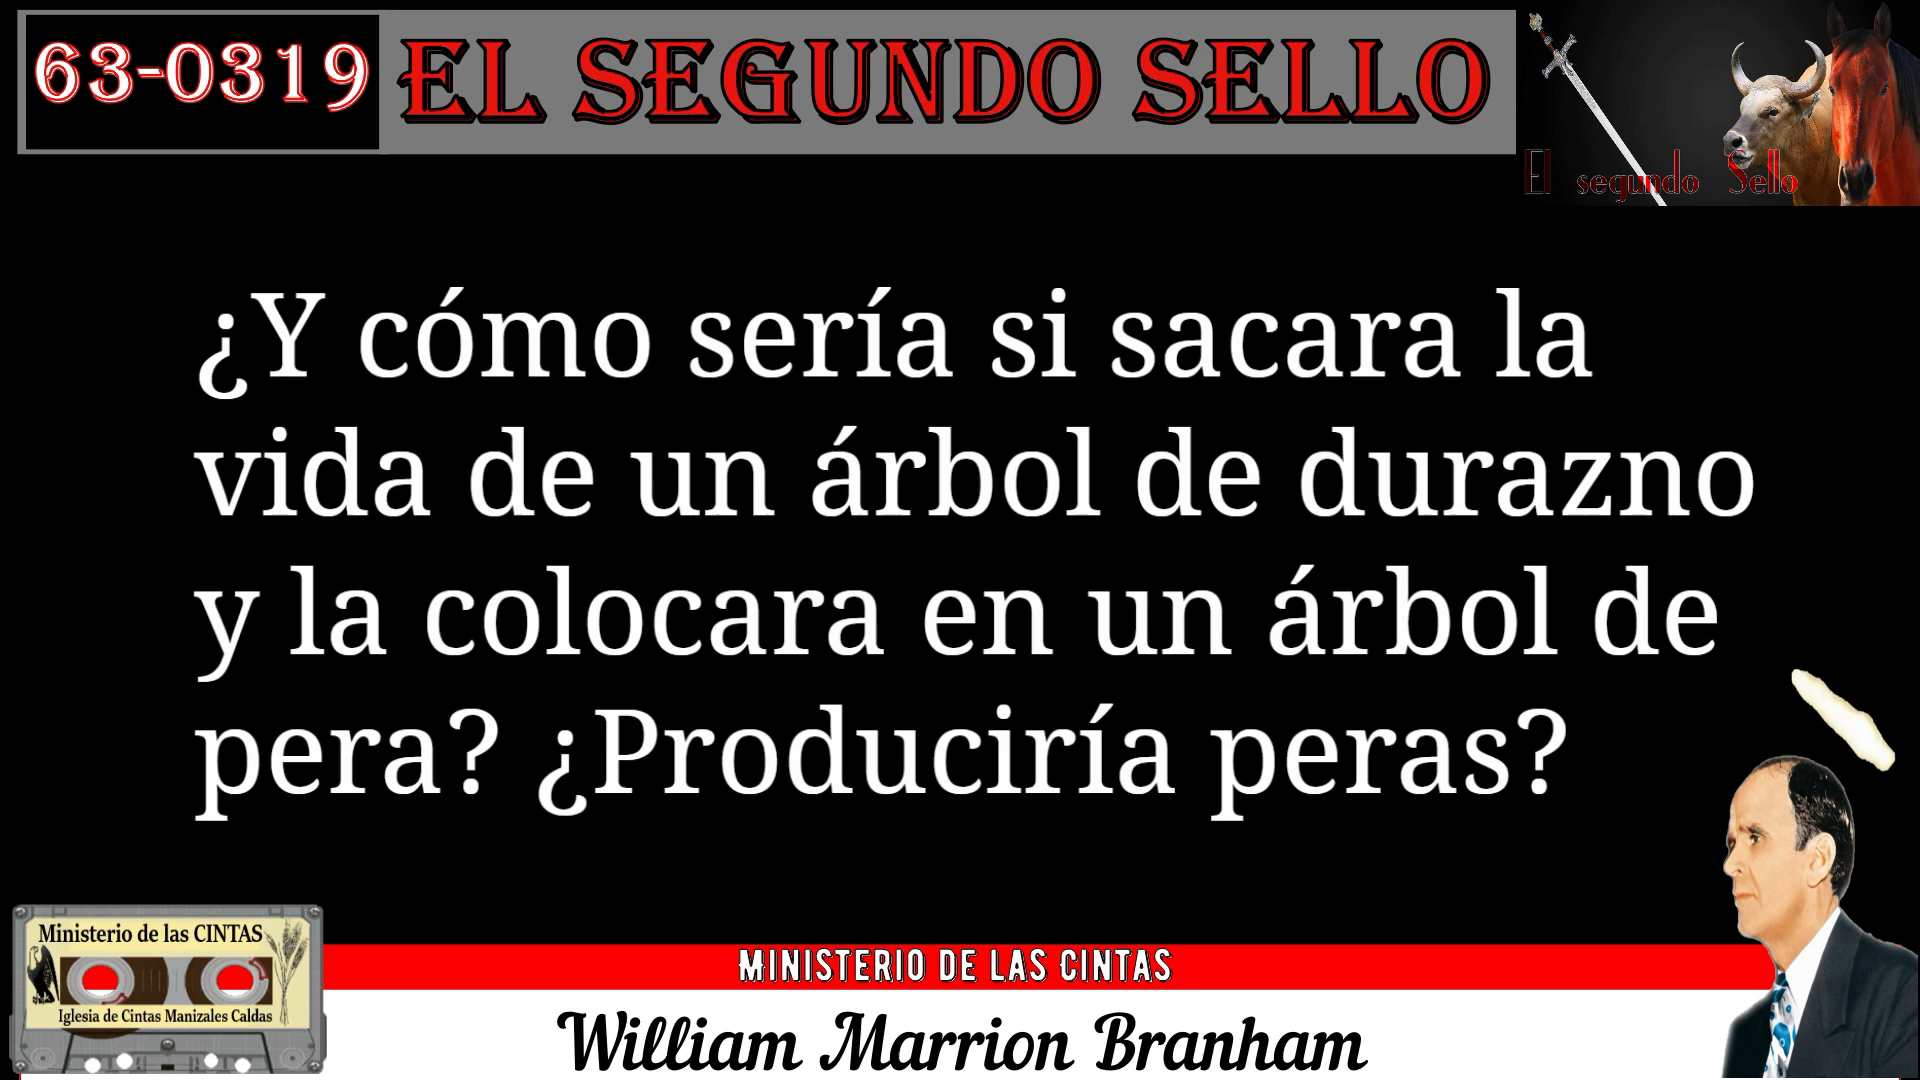 63-0319
EL SEGUNDO SELLO
El segundo Sello
¿Y cómo sería si sacara la
vida de un árbol de durazno
y la colocara en un árbol de
pera? ¿Produciría peras?
Ministerio de las CINTAS
Iglesia de Cintas Manizales Caldas
MINISTERIO DE LAS CINTAS
William Marrion Branham